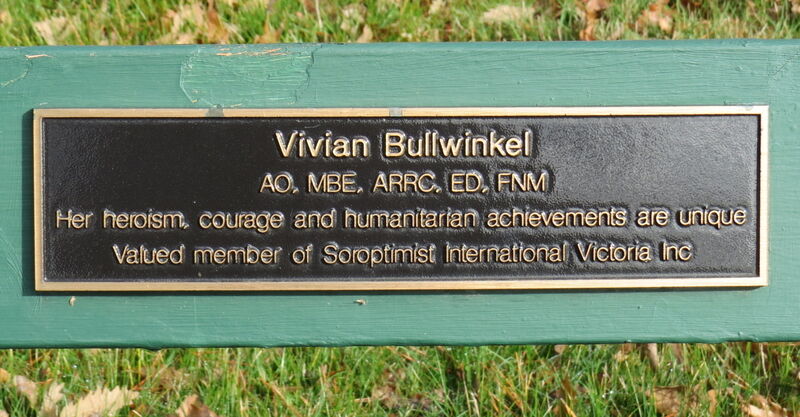 Vivian Bullwinkel
AO, MBE, ARRC, ED, FNM
Her heroism, courage and humanitarian achievements are unique
Valued member of Soroptimist International Victoria Inc